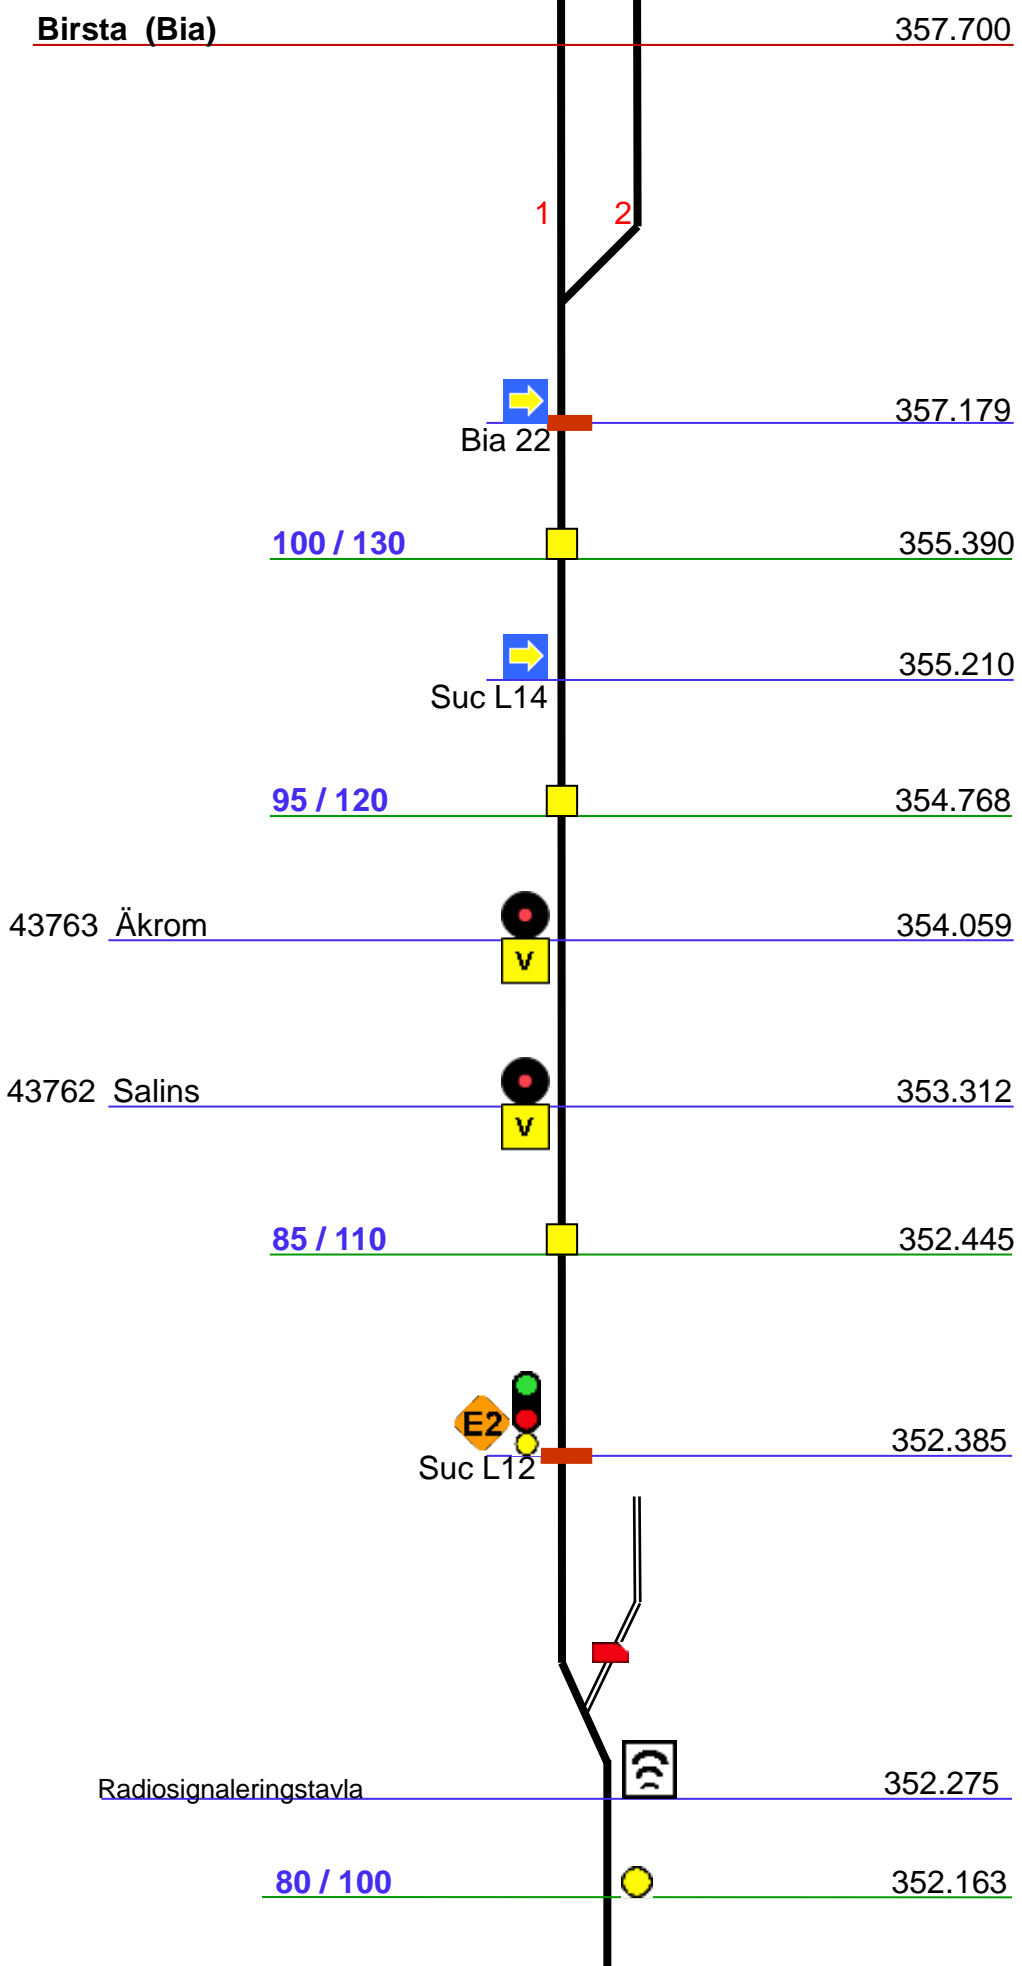 Birsta (Bia) 357.700
1 2
357.179
Bia 22
100 / 130 355.390
355.210
Suc L14
95 / 120 354.768
43763 Äkrom 354.059
V
43762 Salins 353.312
V
85 / 110 352.445
E2 352.385
Suc L12
Radiosignaleringstavla 352.275
80 / 100 352.163